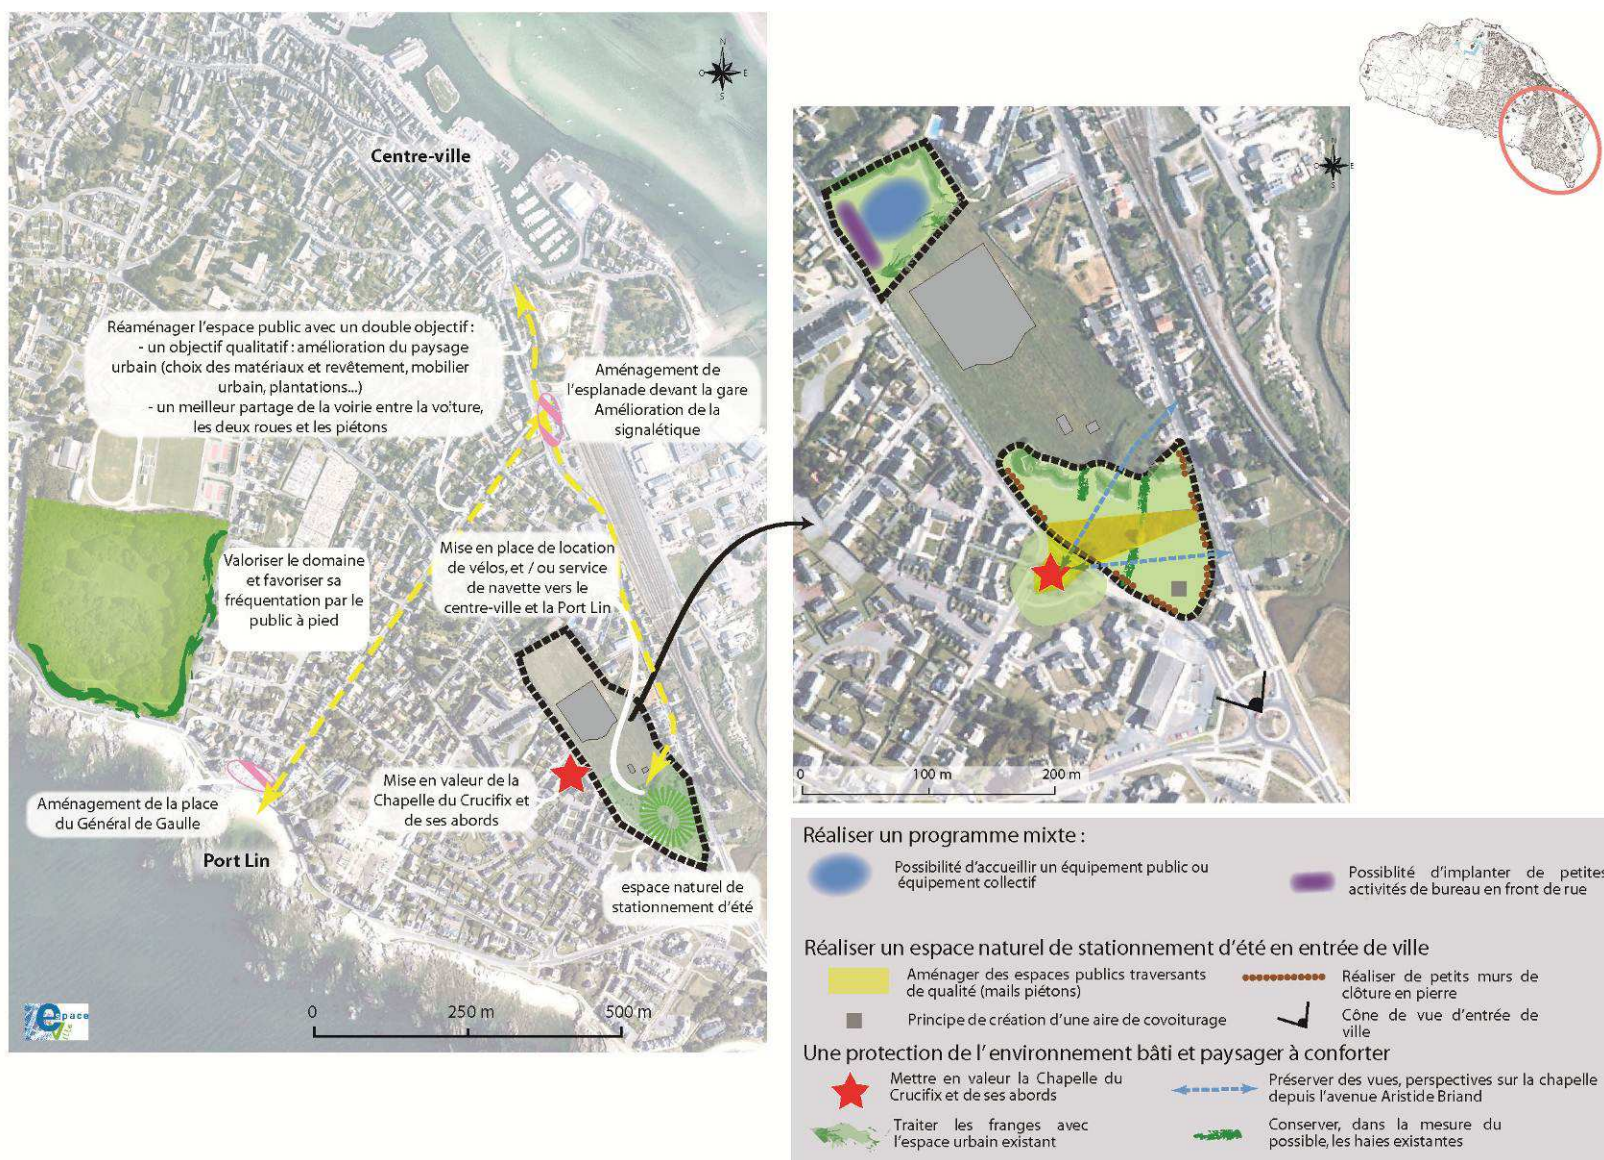 Centre-ville
Réaménager l'espace public avec un double objectif :
- un objectif qualitatif : amélioration du paysage
urbain (choix des matériaux et revêtement, mobilier
urbain, plantations...)
- un meilleur partage de la voirie entre la voiture,
les deux roues et les piétons
Aménagement de
l'esplanade devant la gare
Amélioration de la
signalétique
Valoriser le domaine
et favoriser sa
fréquentation par le
public à pied
Mise en place de location
de vélos, et / ou service
de navette vers le
centre-ville et la Port Lin
Aménagement de la place
du Général de Gaulle
Port Lin
Mise en valeur de la
Chapelle du Crucifix et
de ses abords
espace naturel de
stationnement d'été
0 250 m 500 m
N
O E
S
espace
N
O E
S
0 100 m 200 m
Réaliser un programme mixte :
Possibilité d'accueillir un équipement public ou
équipement collectif
Possiblité d'implanter de petites
activités de bureau en front de rue
Réaliser un espace naturel de stationnement d'été en entrée de ville
Aménager des espaces publics traversants
de qualité (mails piétons)
Réaliser de petits murs de
clôture en pierre
Principe de création d'une aire de covoiturage
Cône de vue d'entrée de
ville
Une protection de l'environnement bâti et paysager à conforter
Mettre en valeur la Chapelle du
Crucifix et de ses abords
Préserver des vues, perspectives sur la chapelle
depuis l'avenue Aristide Briand
Traiter les franges avec
l'espace urbain existant
Conserver, dans la mesure du
possible, les haies existantes